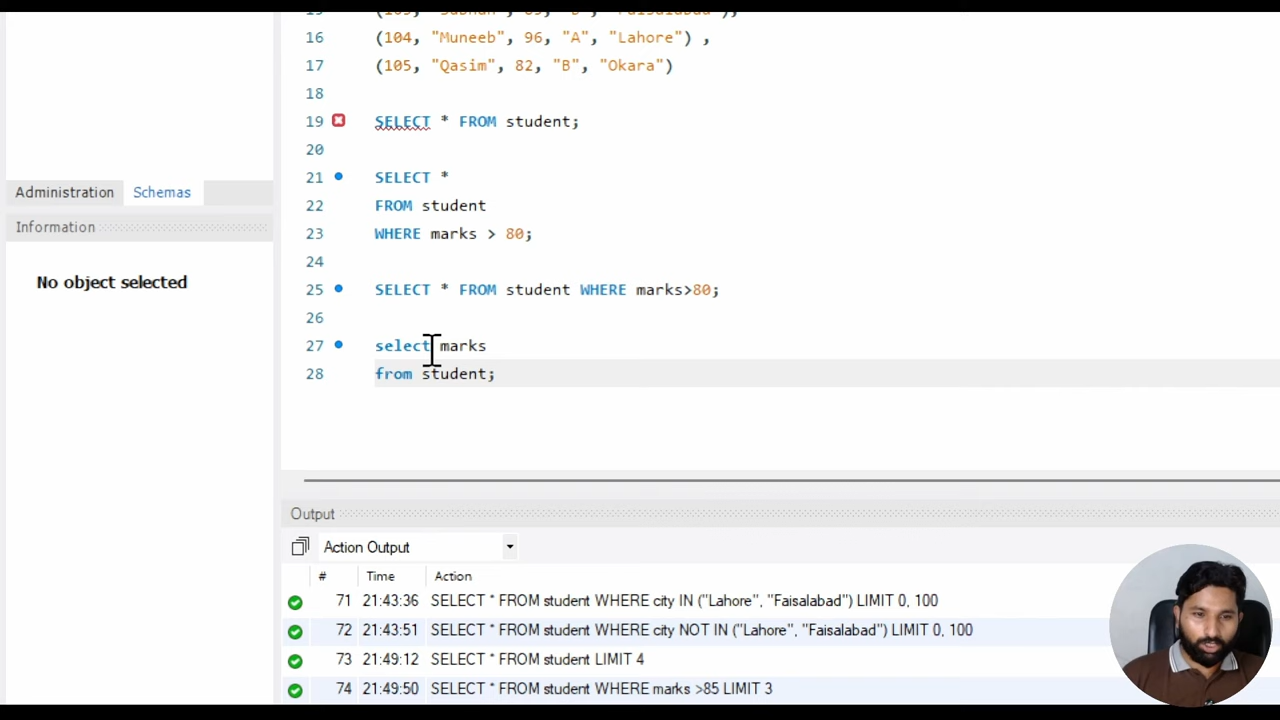 16 (104, "Muneeb", 96, "A", "Lahore") ,
17 (105, "Qasim", 82, "B", "Okara")
18
19 SELECT * FROM student;
20
21 SELECT *
22 FROM student
23 WHERE marks > 80;
24
25 SELECT * FROM student WHERE marks>80;
26
27 select marks
28 from student;
Administration Schemas
Information
No object selected
Output
Action Output
# Time Action
71 21:43:36 SELECT * FROM student WHERE city IN ("Lahore", "Faisalabad") LIMIT 0, 100
72 21:43:51 SELECT * FROM student WHERE city NOT IN ("Lahore", "Faisalabad") LIMIT 0, 100
73 21:49:12 SELECT * FROM student LIMIT 4
74 21:49:50 SELECT * FROM student WHERE marks >85 LIMIT 3